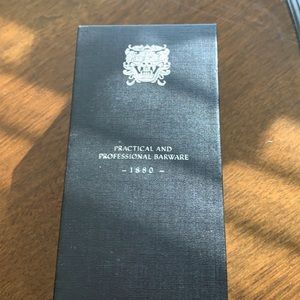 PRACTICAL AND
PROFESSIONAL BARWARE
– 1880 –